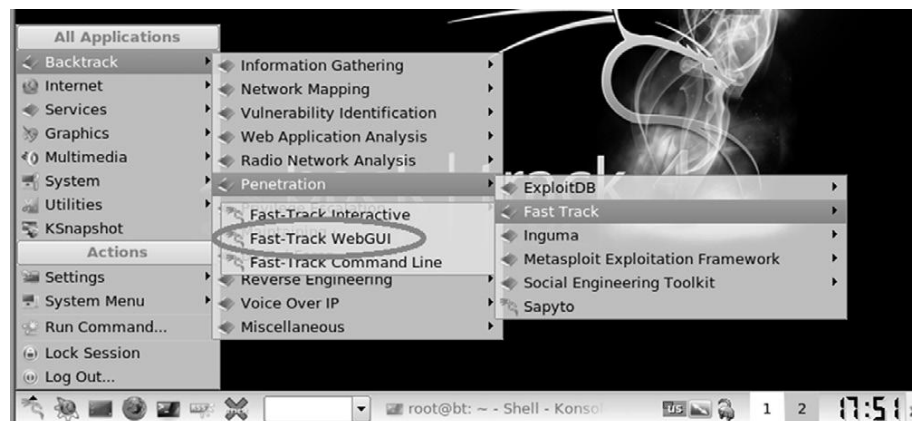 All Applications
Backtrack
Internet
Services
Graphics
Multimedia
System
Utilities
KSnapshot
Actions
Settings
System Menu
Run Command...
Lock Session
Log Out...
Information Gathering
Network Mapping
Vulnerability Identification
Web Application Analysis
Radio Network Analysis
Penetration
Privilege Escalation
Maintaining
Fast-Track Interactive
Fast-Track WebGUI
Fast-Track Command Line
Reverse Engineering
Voice Over IP
Miscellaneous
ExploitDB
Fast Track
Inguma
Metasploit Exploitation Framework
Social Engineering Toolkit
Sapyto
root@bt: ~ - Shell - Konso
US
1
2
17:51